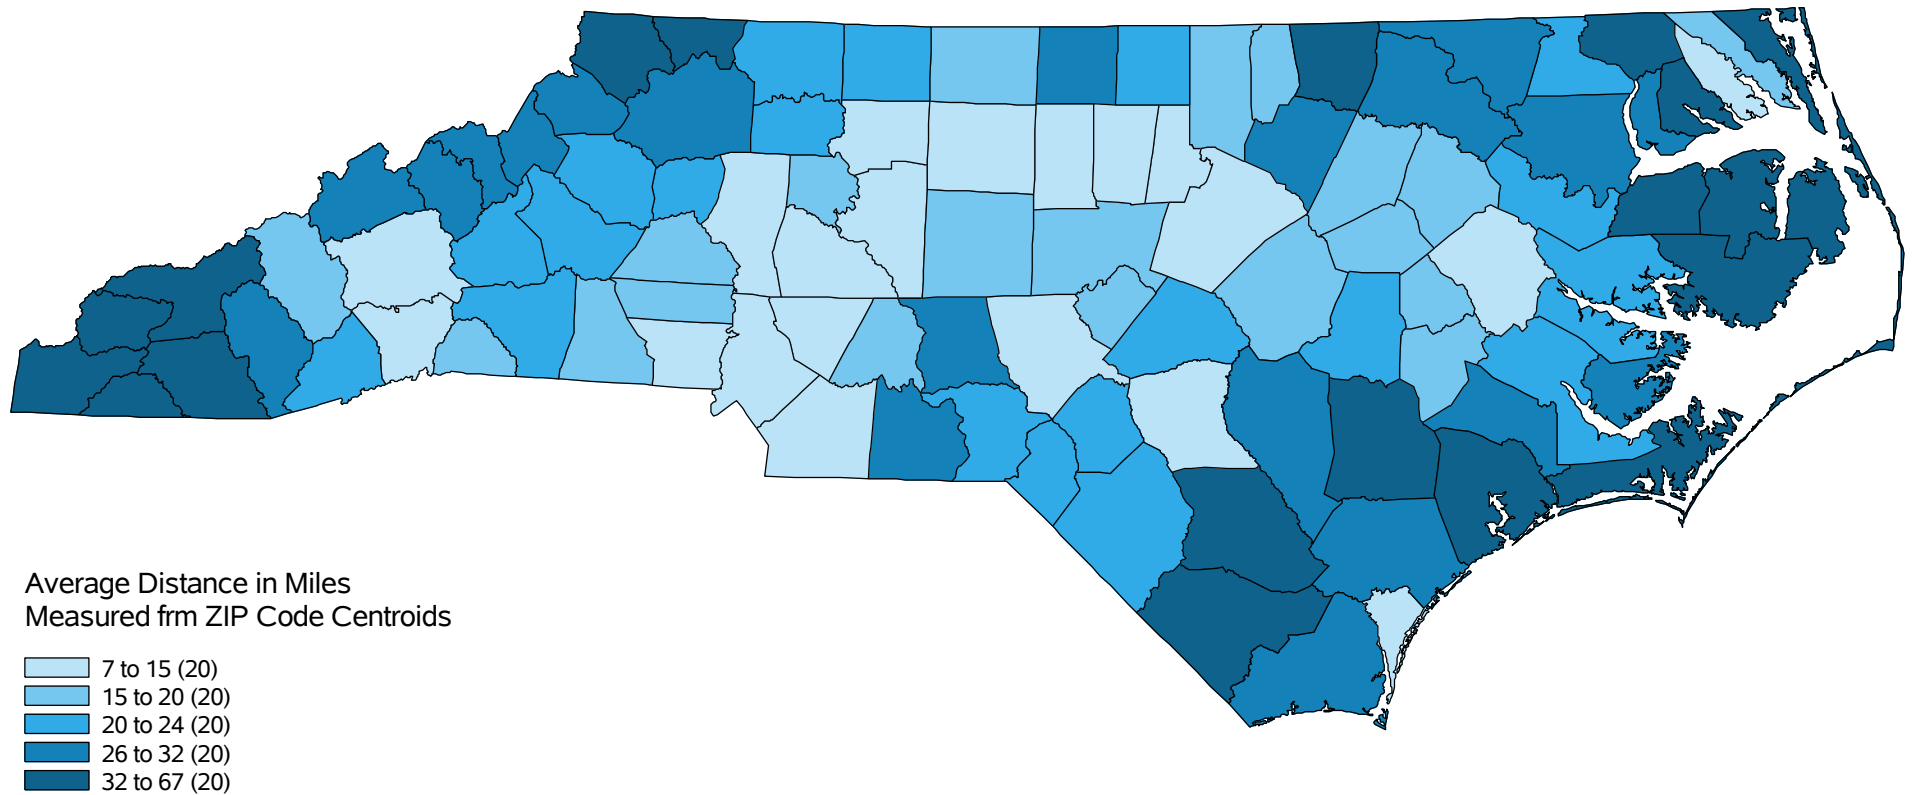 Average Distance in Miles
Measured frm ZIP Code Centroids
7 to 15 (20)
15 to 20 (20)
20 to 24 (20)
26 to 32 (20)
32 to 67 (20)